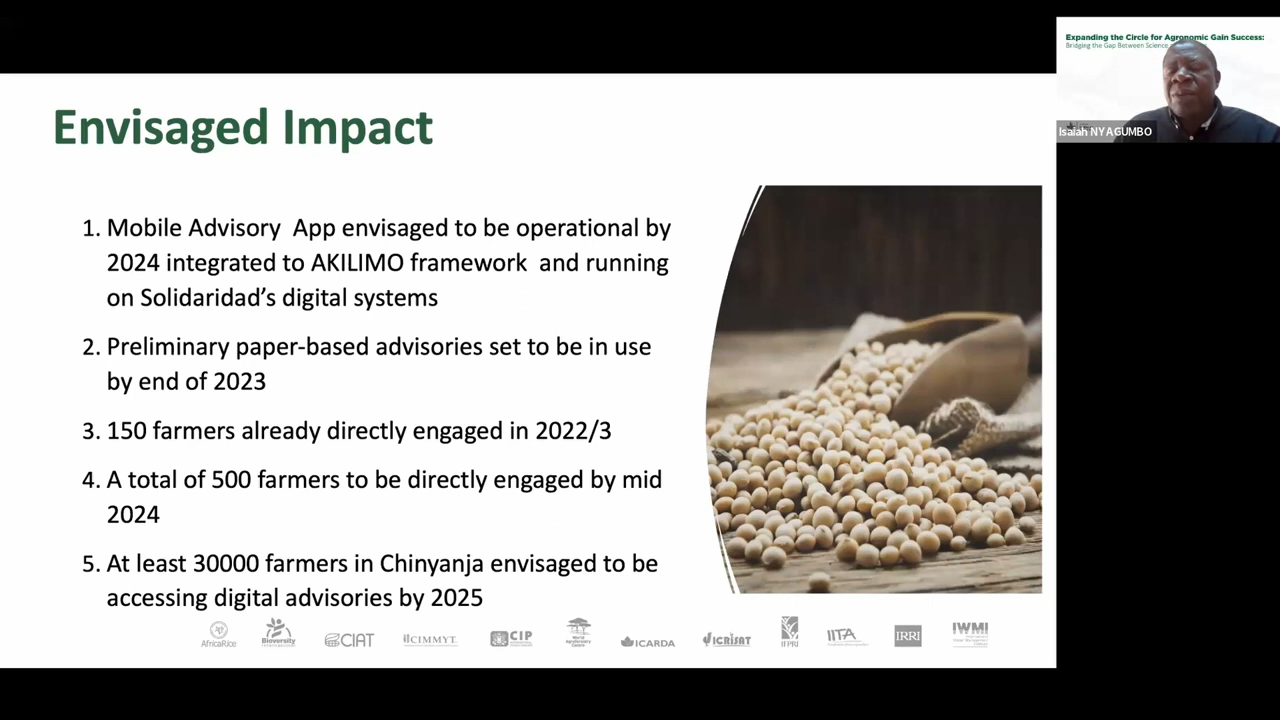 Expanding the Circle for Agronomic Gain Success:
Bridging the Gap Between Science
Isaiah NYAGUMBO
Envisaged Impact
1. Mobile Advisory App envisaged to be operational by
2024 integrated to AKILIMO framework and running
on Solidaridad’s digital systems
2. Preliminary paper-based advisories set to be in use
by end of 2023
3. 150 farmers already directly engaged in 2022/3
4. A total of 500 farmers to be directly engaged by mid
2024
5. At least 30000 farmers in Chinyanja envisaged to be
accessing digital advisories by 2025
AfricaRice
Bioversity
CIAT
CIMMYT
CIP
World
Agroforestry
Centre
ICARDA
ICRISAT
IFPRI
IITA
IRRI
IWMI